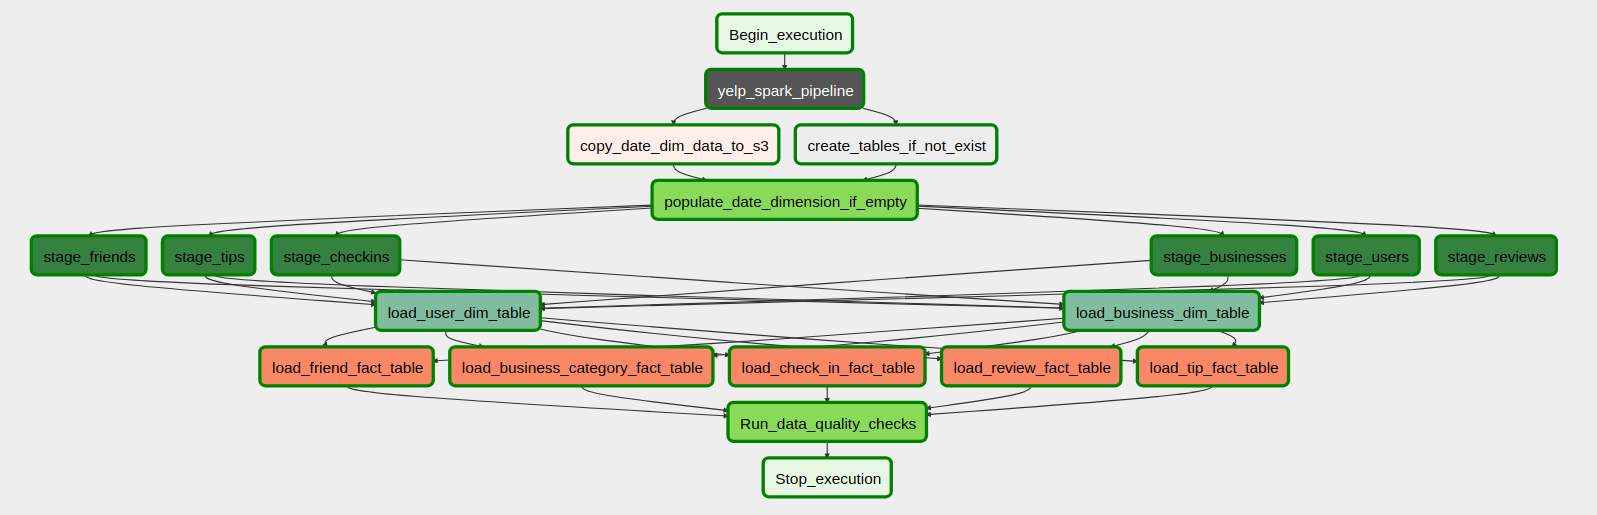 Begin_execution
yelp_spark_pipeline
copy_date_dim_data_to_s3
create_tables_if_not_exist
populate_date_dimension_if_empty
stage_friends
stage_tips
stage_checkins
stage_businesses
stage_users
stage_reviews
load_user_dim_table
load_business_dim_table
load_friend_fact_table
load_business_category_fact_table
load_check_in_fact_table
load_review_fact_table
load_tip_fact_table
Run_data_quality_checks
Stop_execution